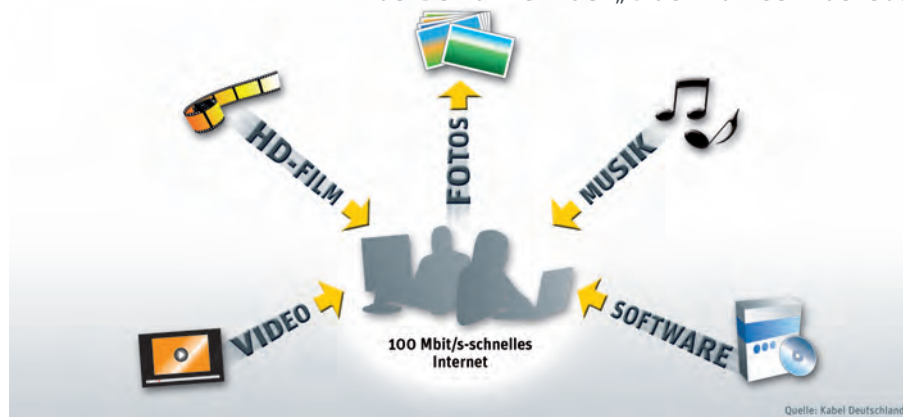 FOTOS
HD-FILM
MUSIK
VIDEO
SOFTWARE
100 Mbit/s-schnelles
Internet
Quelle: Kabel Deutschland